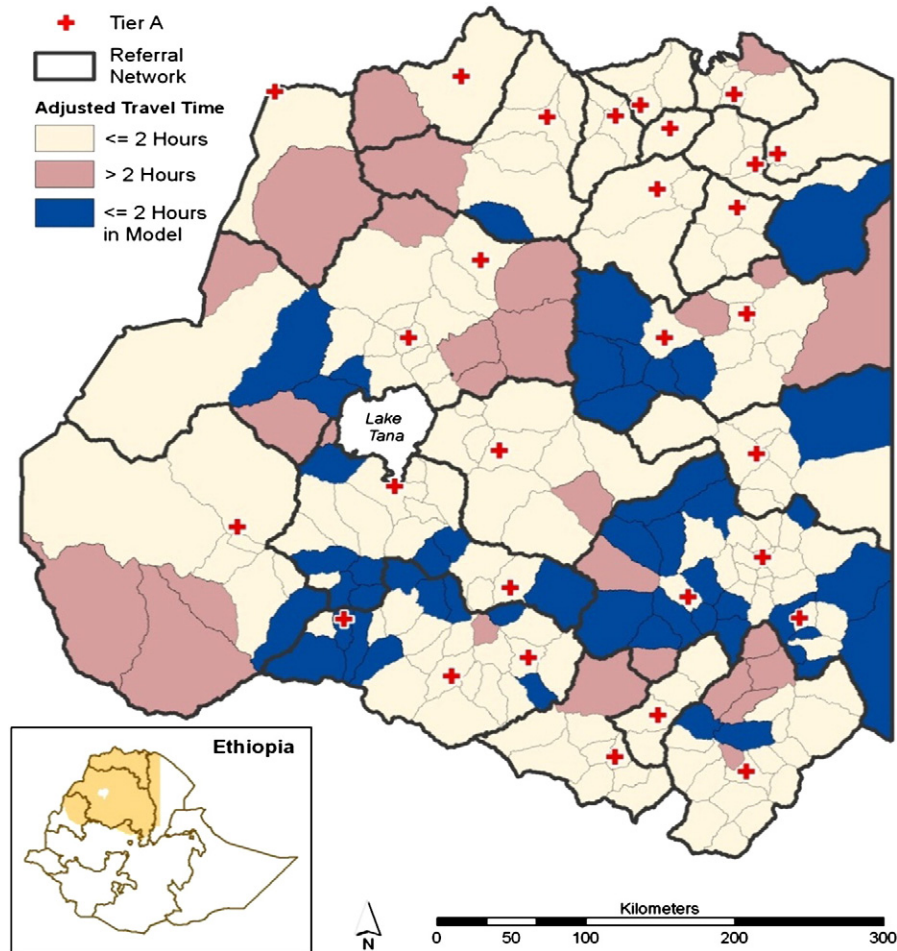 Tier A
Referral
Network
Adjusted Travel Time
<= 2 Hours
> 2 Hours
<= 2 Hours
in Model
Lake
Tana
Ethiopia
N
Kilometers
0 50 100 200 300